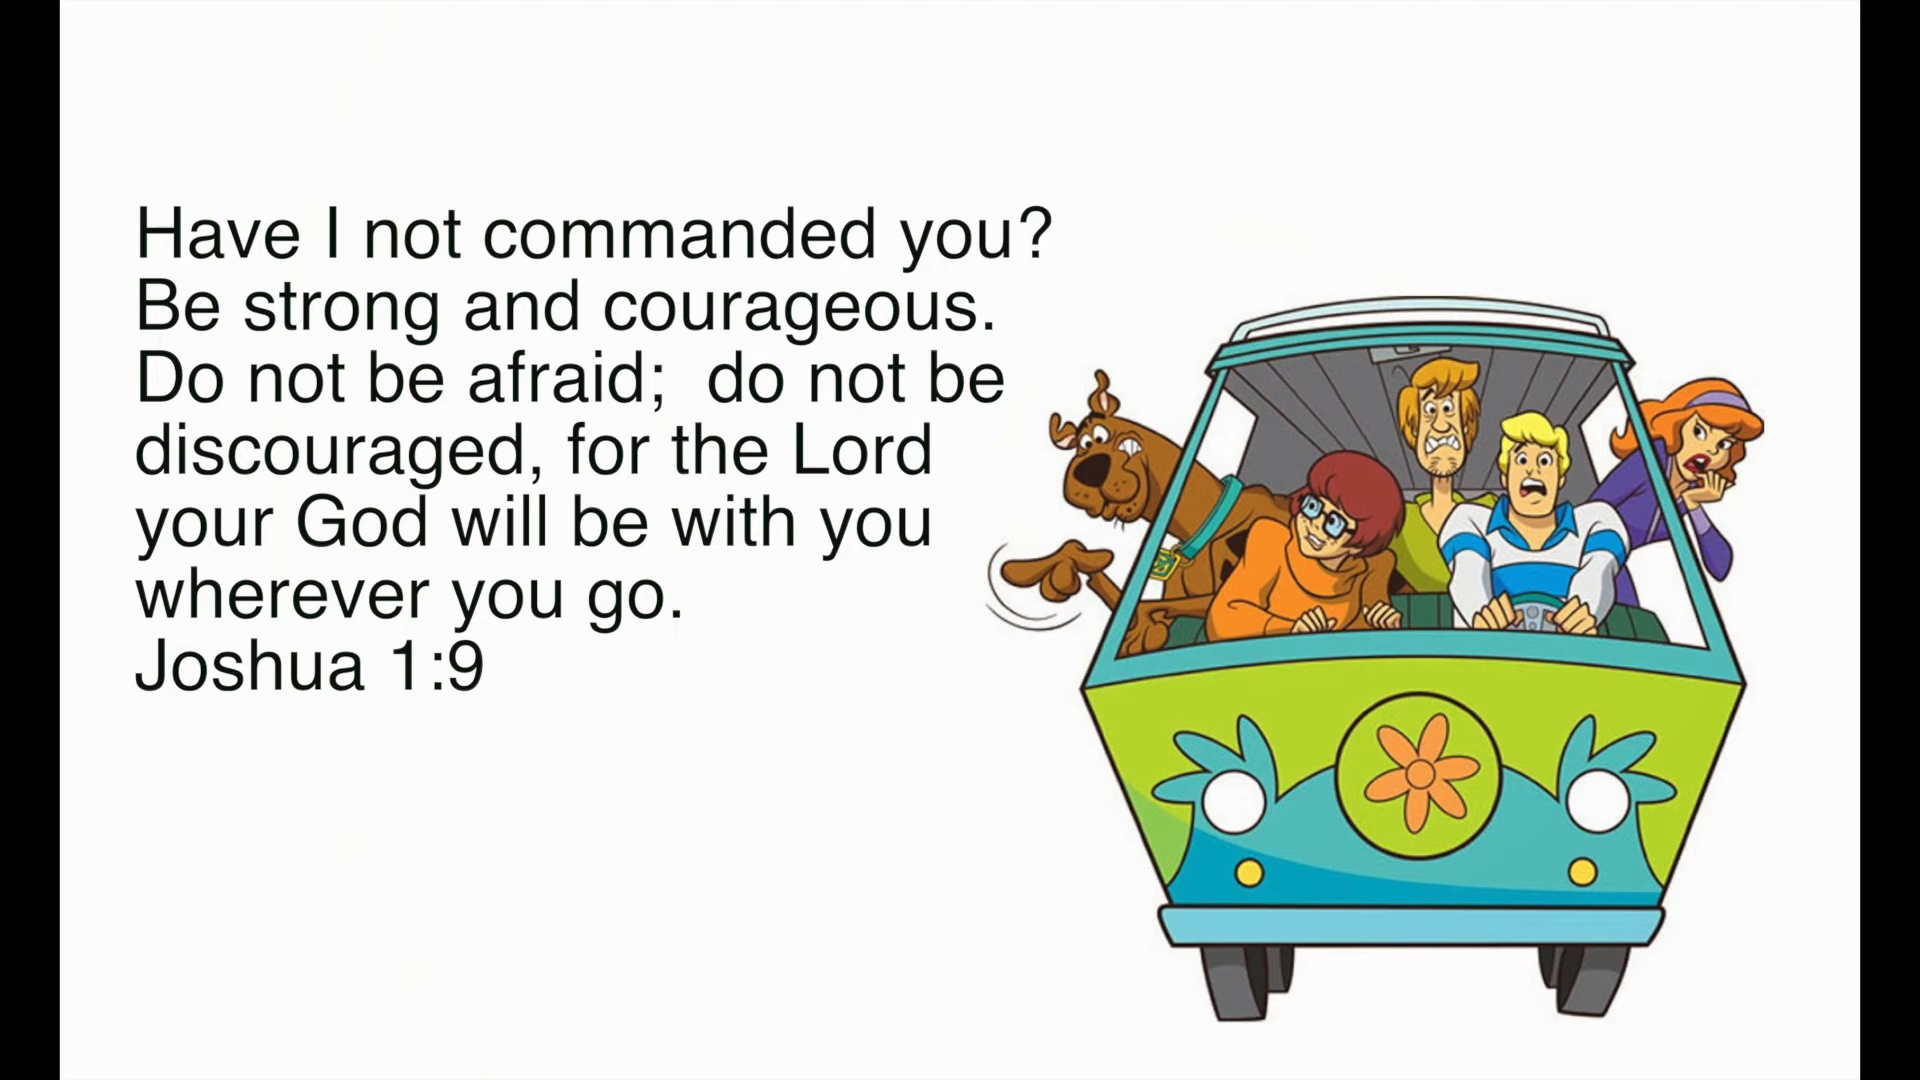 Have I not commanded you?
Be strong and courageous.
Do not be afraid;  do not be
discouraged, for the Lord
your God will be with you
wherever you go.
Joshua 1:9